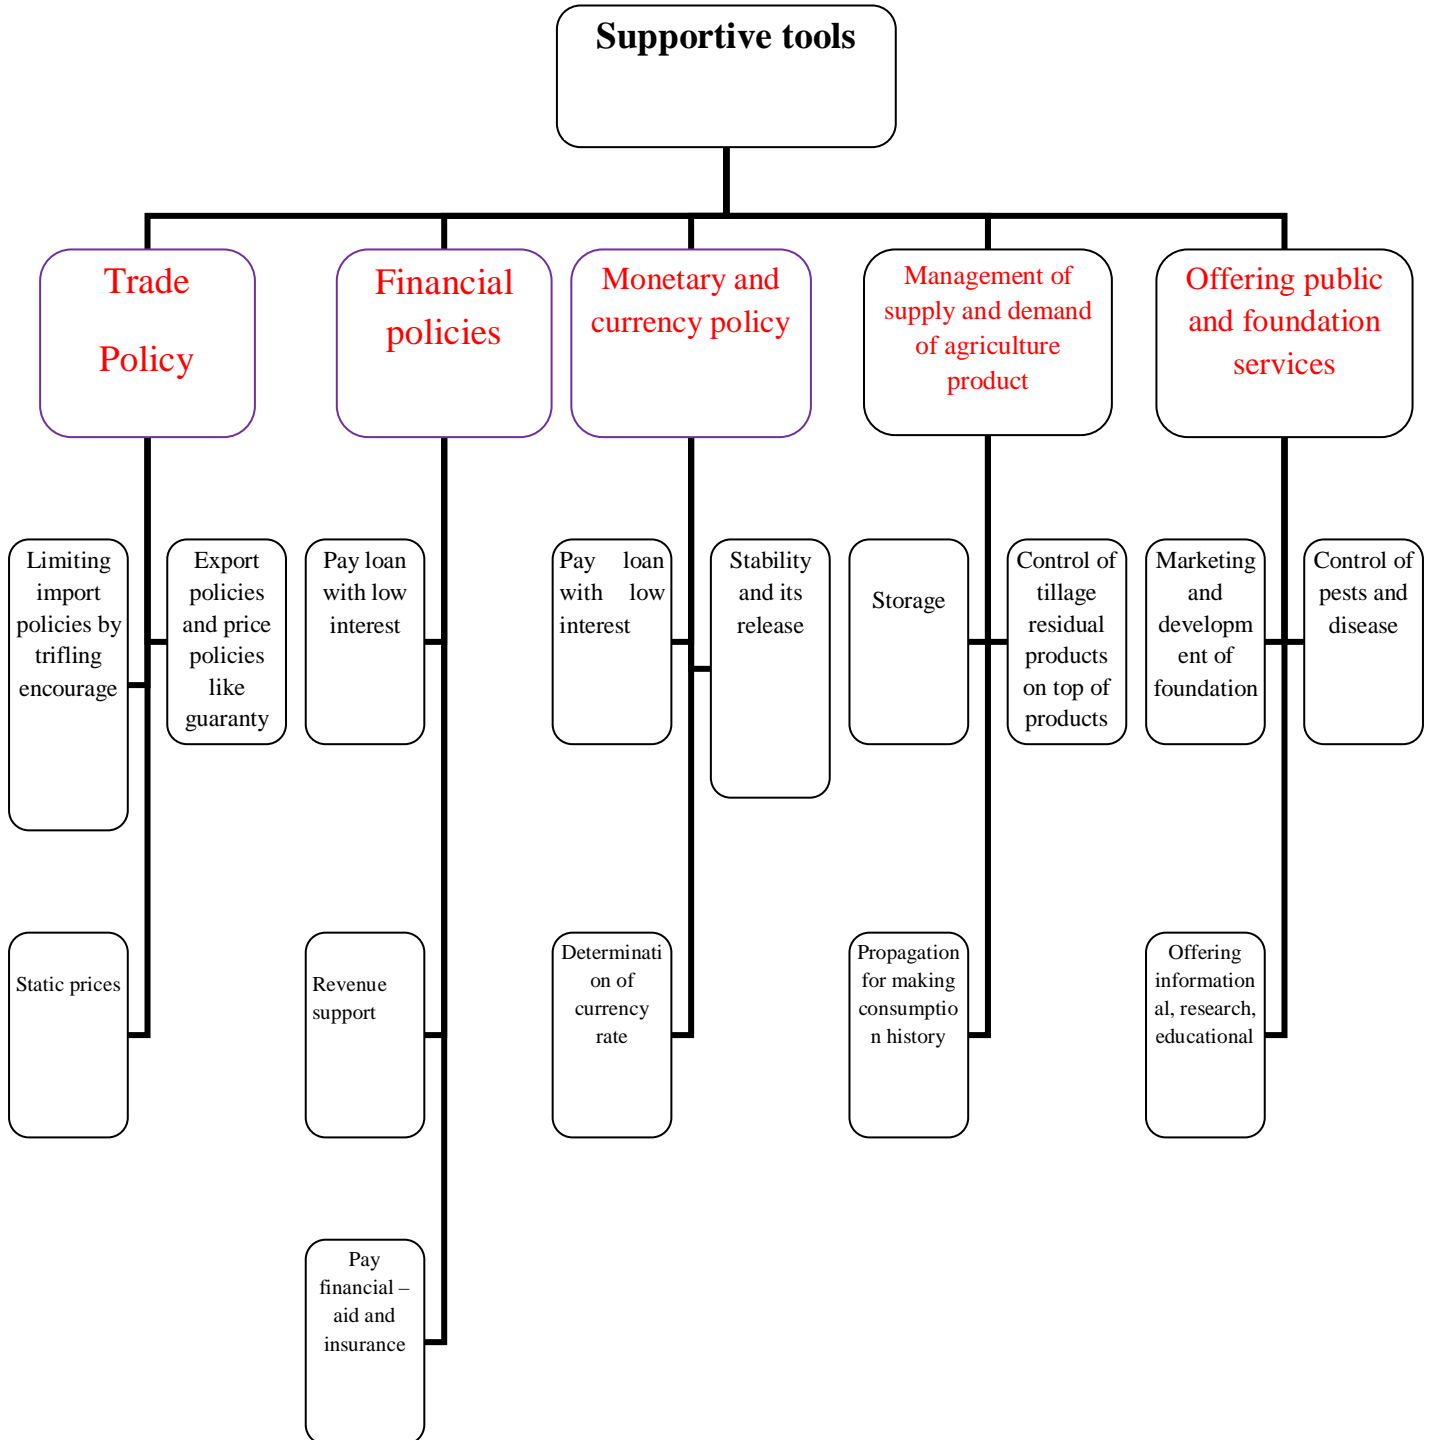 Supportive tools
Trade
Policy
Financial
policies
Monetary and
currency policy
Management of
supply and demand
of agriculture
product
Offering public
and foundation
services
Limiting
import
policies by
trifling
encourage
Export
policies
and price
policies
like
guaranty
Pay loan
with low
interest
Pay loan
with low
interest
Stability
and its
release
Storage
Control of
tillage
residual
products
on top of
products
Marketing
and
developm
ent of
foundation
Control of
pests and
disease
Static prices
Revenue
support
Determinati
on of
currency
rate
Propagation
for making
consumptio
n history
Offering
information
al, research,
educational
Pay
financial –
aid and
insurance